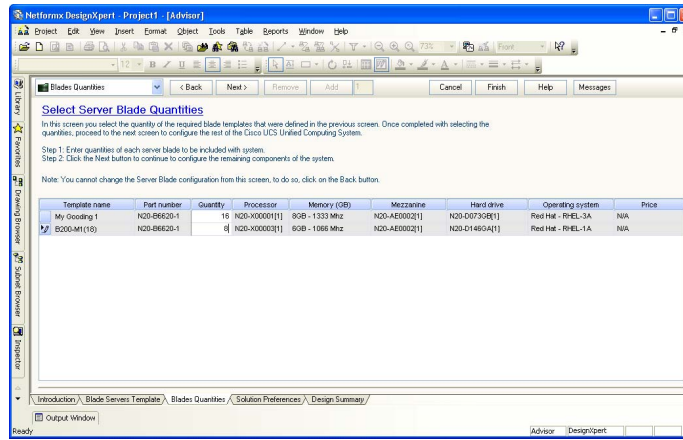 Netformx DesignXpert - Project1 - [Advisor]
Project Edit View Insert Format Object Tools Table Reports Window Help
73% Front
12 B I U
Blades Quantities < Back Next > Remove Add 1 Cancel Finish Help Messages
Select Server Blade Quantities
In this screen you select the quantity of the required blade templates that were defined in the previous screen. Once completed with selecting the
quantities, proceed to the next screen to configure the rest of the Cisco UCS Unified Computing System.
Step 1: Enter quantities of each server blade to be included with system.
Step 2: Click the Next button to continue to configure the remaining components of the system.
Note: You cannot change the Server Blade configuration from this screen, to do so, click on the Back button.
Template name Part number Quantity Processor Memory (GB) Mezzanine Hard drive Operating system Price
My Gooding 1 N20-B6620-1 16 N20-X00001[1] 8GB - 1333 Mhz N20-AE0002[1] N20-D073GB[1] Red Hat - RHEL-3A N/A
B200-M1(18) N20-B6620-1 8 N20-X00003[1] 6GB - 1066 Mhz N20-AE0002[1] N20-D146GA[1] Red Hat - RHEL-1A N/A
Library
Favorites
Drawing Browser
Subnet Browser
Inspector
Introduction Blade Servers Template Blades Quantities Solution Preferences Design Summary
Output Window
Ready Advisor DesignXpert